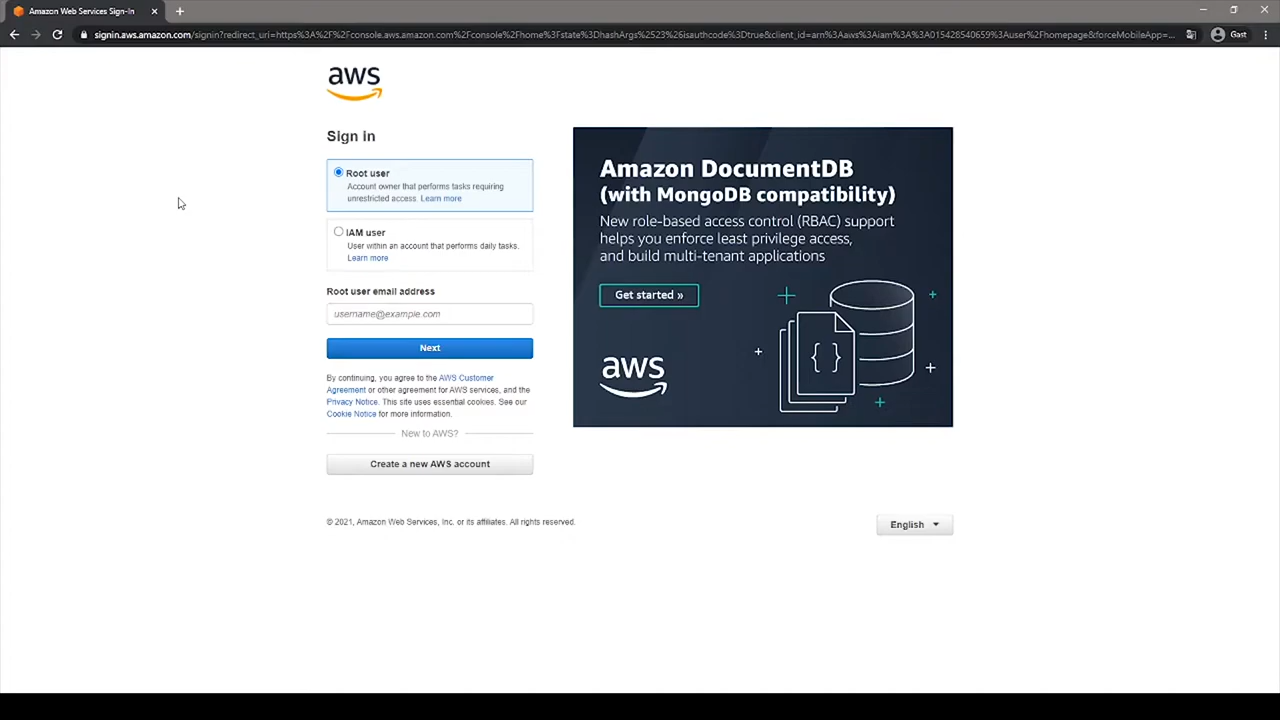 Amazon Web Services Sign-In
signin.aws.amazon.com/signin?redirect_uri=https%3A%2F%2Fconsole.aws.amazon.com%2Fconsole%2Fhome%3Fstate%3DhashArgs%2523%26isauthcode%3Dtrue&client_id=arn%3Aaws%3Aiam%3A%3A015428540659%3Auser%2Fhomepage&forceMobileApp=...
Gast
aws
Sign in
Root user
Account owner that performs tasks requiring
unrestricted access. Learn more
IAM user
User within an account that performs daily tasks.
Learn more
Root user email address
username@example.com
Next
By continuing, you agree to the AWS Customer
Agreement or other agreement for AWS services, and the
Privacy Notice. This site uses essential cookies. See our
Cookie Notice for more information.
New to AWS?
Create a new AWS account
Amazon DocumentDB
(with MongoDB compatibility)
New role-based access control (RBAC) support
helps you enforce least privilege access,
and build multi-tenant applications
Get started »
{ }
aws
© 2021, Amazon Web Services, Inc. or its affiliates. All rights reserved.
English